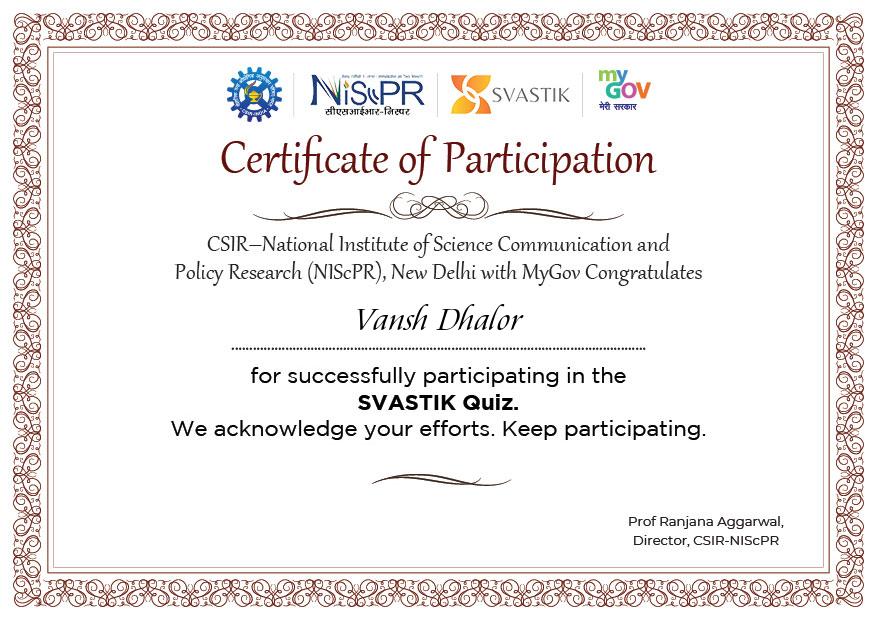 NIScPR
सीएसआईआर-निस्पर
SVASTIK
my
GOV
मेरी सरकार
Certificate of Participation
CSIR–National Institute of Science Communication and
Policy Research (NIScPR), New Delhi with MyGov Congratulates
Vansh Dhalor
for successfully participating in the
SVASTIK Quiz.
We acknowledge your efforts. Keep participating.
Prof Ranjana Aggarwal,
Director, CSIR-NIScPR